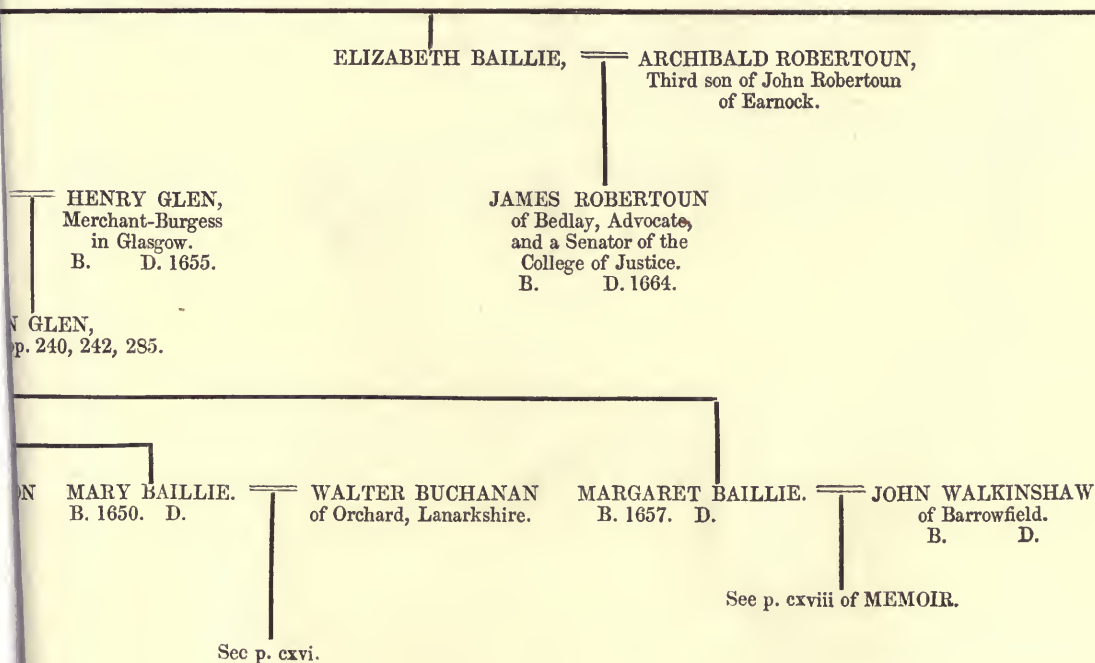 ELIZABETH BAILLIE,
ARCHIBALD ROBERTOUN,
Third son of John Robertoun
of Earnock.
HENRY GLEN,
Merchant-Burgess
in Glasgow.
B. D. 1655.
JAMES ROBERTOUN
of Bedlay, Advocate,
and a Senator of the
College of Justice.
B. D. 1664.
N GLEN,
p. 240, 242, 285.
ON
MARY BAILLIE.
B. 1650. D.
WALTER BUCHANAN
of Orchard, Lanarkshire.
MARGARET BAILLIE.
B. 1657. D.
JOHN WALKINSHAW
of Barrowfield.
B. D.
See p. cxviii of MEMOIR.
See p. cxvi.